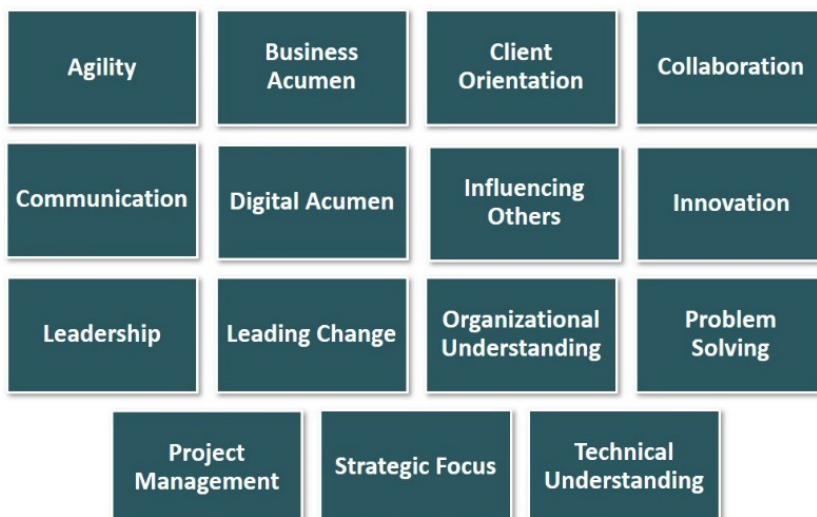 Agility
Business
Acumen
Client
Orientation
Collaboration
Communication
Digital Acumen
Influencing
Others
Innovation
Leadership
Leading Change
Organizational
Understanding
Problem
Solving
Project
Management
Strategic Focus
Technical
Understanding